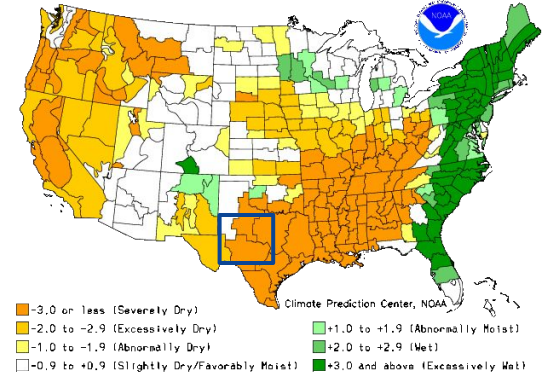 NOAA
Climate Prediction Center, NOAA
-3.0 or less (Severely Dry)
-2.0 to -2.9 (Excessively Dry)
-1.0 to -1.9 (Abnormally Dry)
-0.9 to +0.9 (Slightly Dry/Favorably Moist)
+1.0 to +1.9 (Abnormally Moist)
+2.0 to +2.9 (Wet)
+3.0 and above (Excessively Wet)